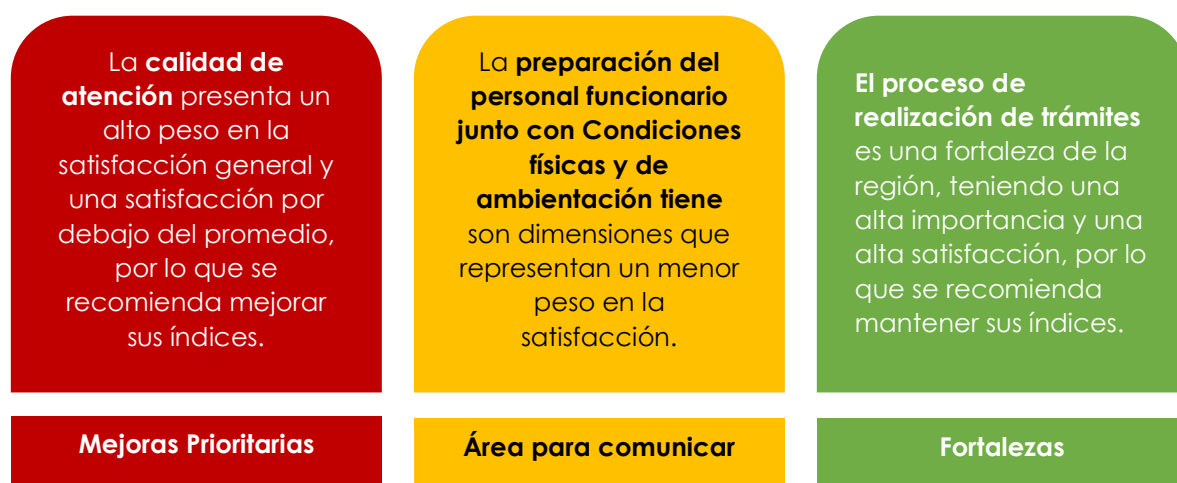 La calidad de
atención presenta un
alto peso en la
satisfacción general y
una satisfacción por
debajo del promedio,
por lo que se
recomienda mejorar
sus índices.
Mejoras Prioritarias
La preparación del
personal funcionario
junto con Condiciones
físicas y de
ambientación tiene
son dimensiones que
representan un menor
peso en la
satisfacción.
Área para comunicar
El proceso de
realización de trámites
es una fortaleza de la
región, teniendo una
alta importancia y una
alta satisfacción, por lo
que se recomienda
mantener sus índices.
Fortalezas